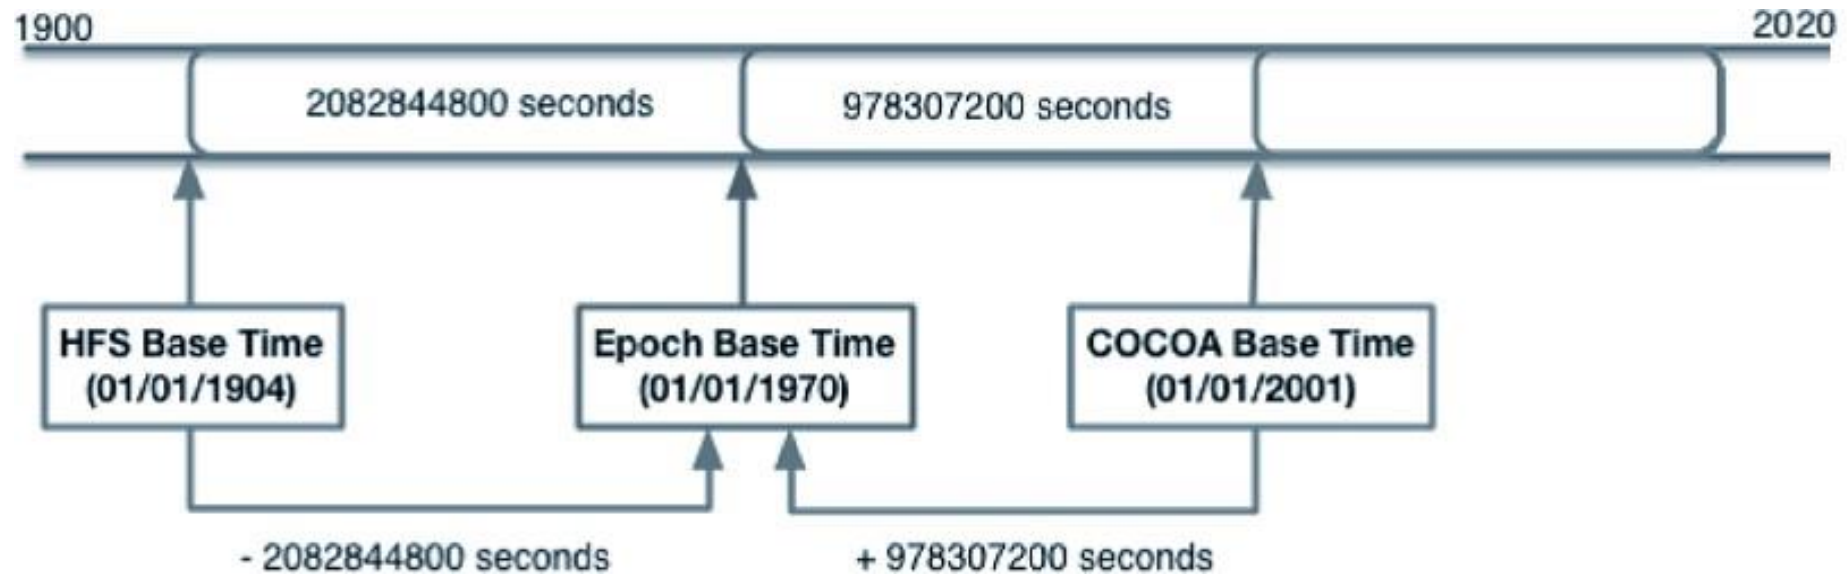 1900
2020
2082844800 seconds
978307200 seconds
HFS Base Time
(01/01/1904)
Epoch Base Time
(01/01/1970)
COCOA Base Time
(01/01/2001)
- 2082844800 seconds
+ 978307200 seconds